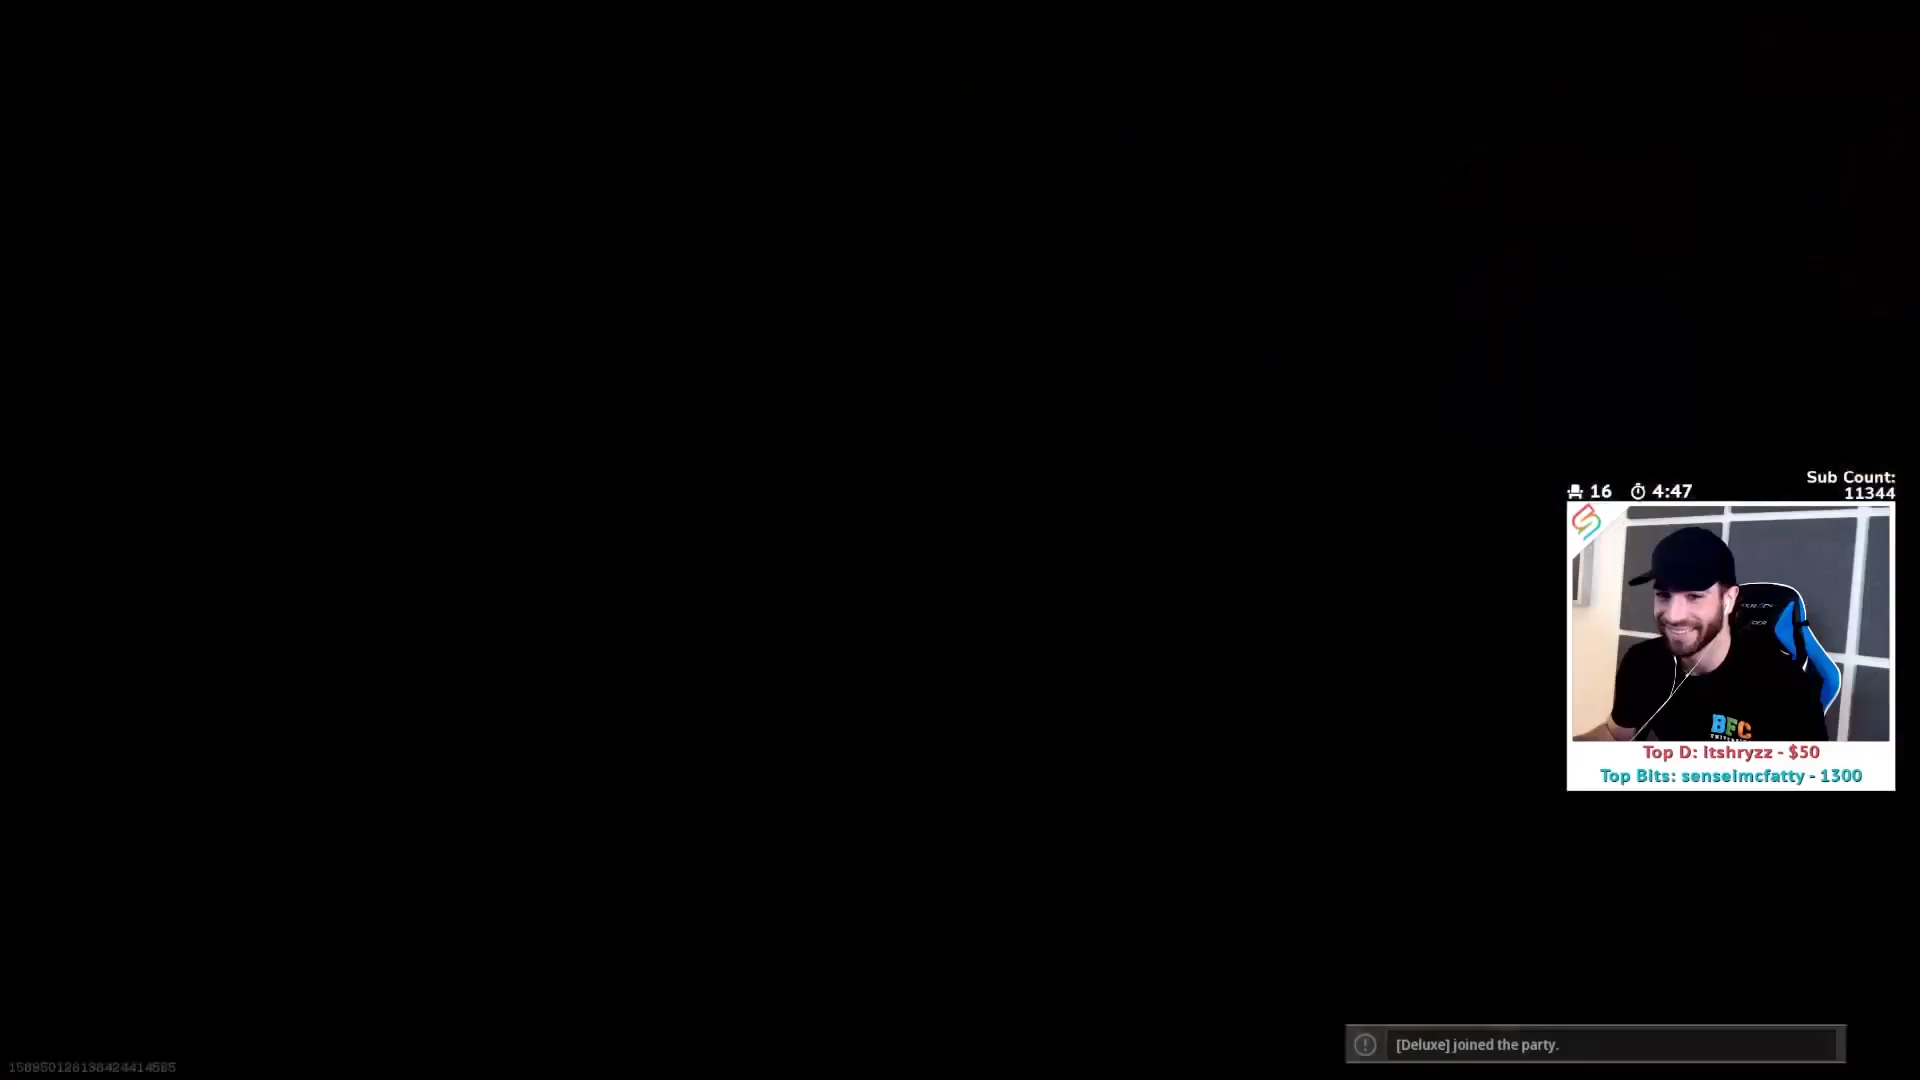 Sub Count:
16 4:47 11344
BFC
Top D: itshryzz - $50
Top Bits: senseimcfatty - 1300
[Deluxe] joined the party.